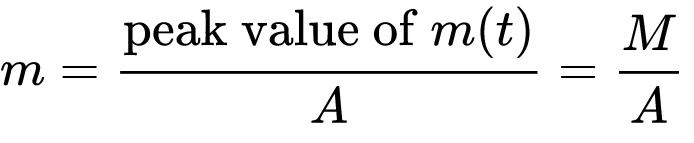 m = peak value of m(t) / A = M / A